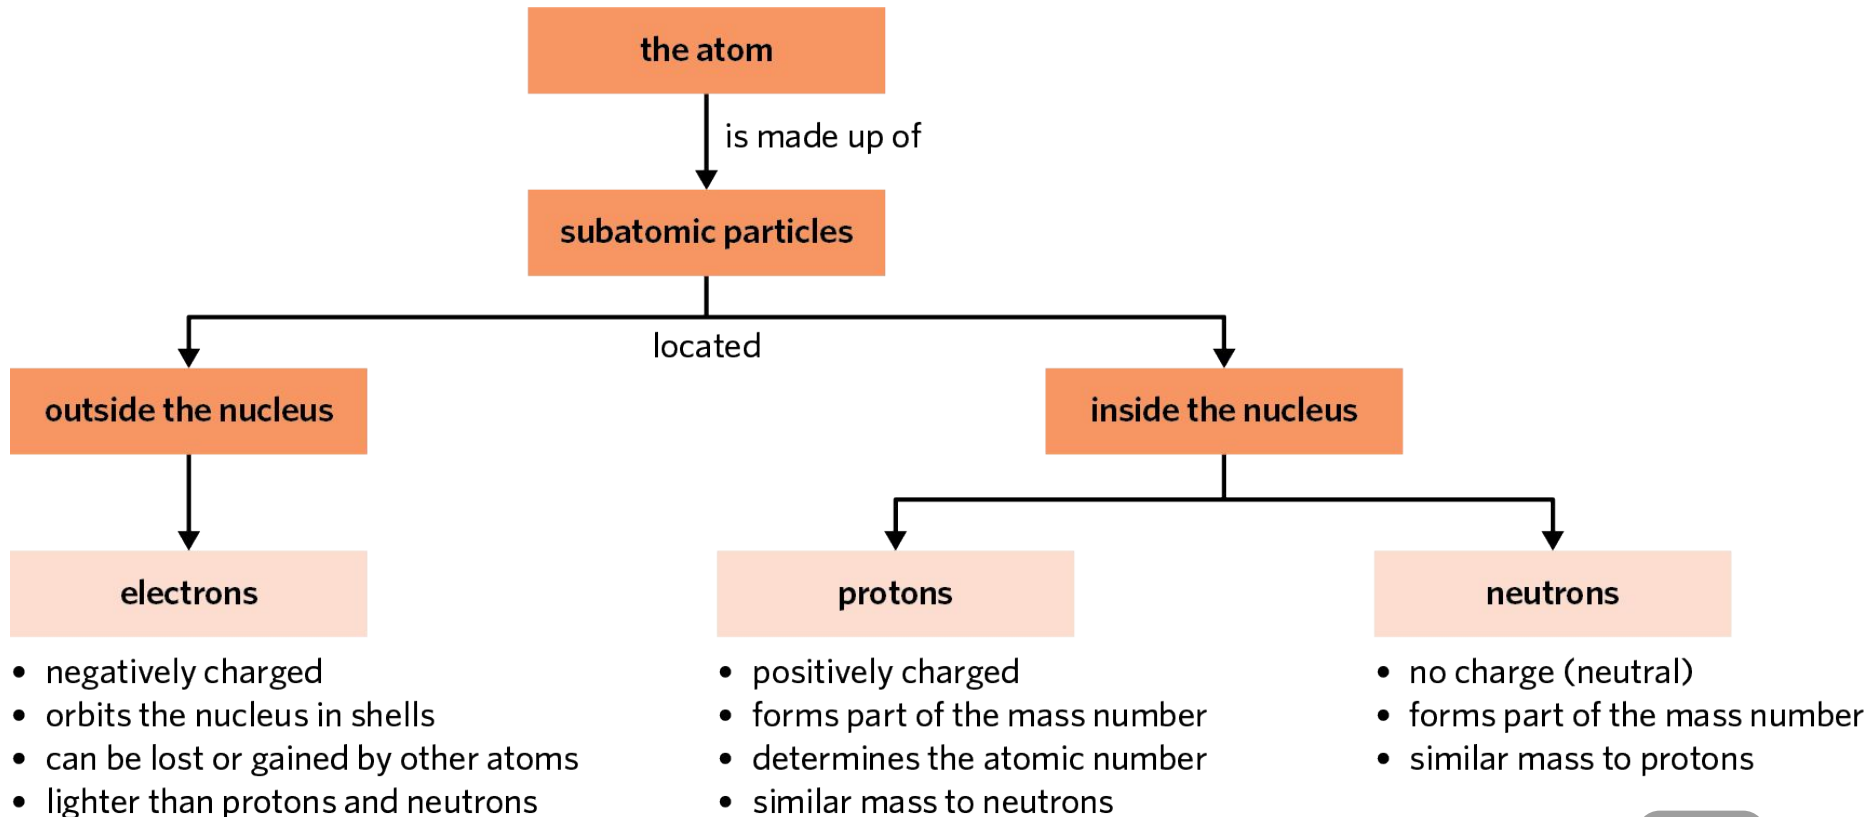 the atom
is made up of
subatomic particles
located
outside the nucleus
inside the nucleus
electrons
• negatively charged
• orbits the nucleus in shells
• can be lost or gained by other atoms
• lighter than protons and neutrons
protons
• positively charged
• forms part of the mass number
• determines the atomic number
• similar mass to neutrons
neutrons
• no charge (neutral)
• forms part of the mass number
• similar mass to protons